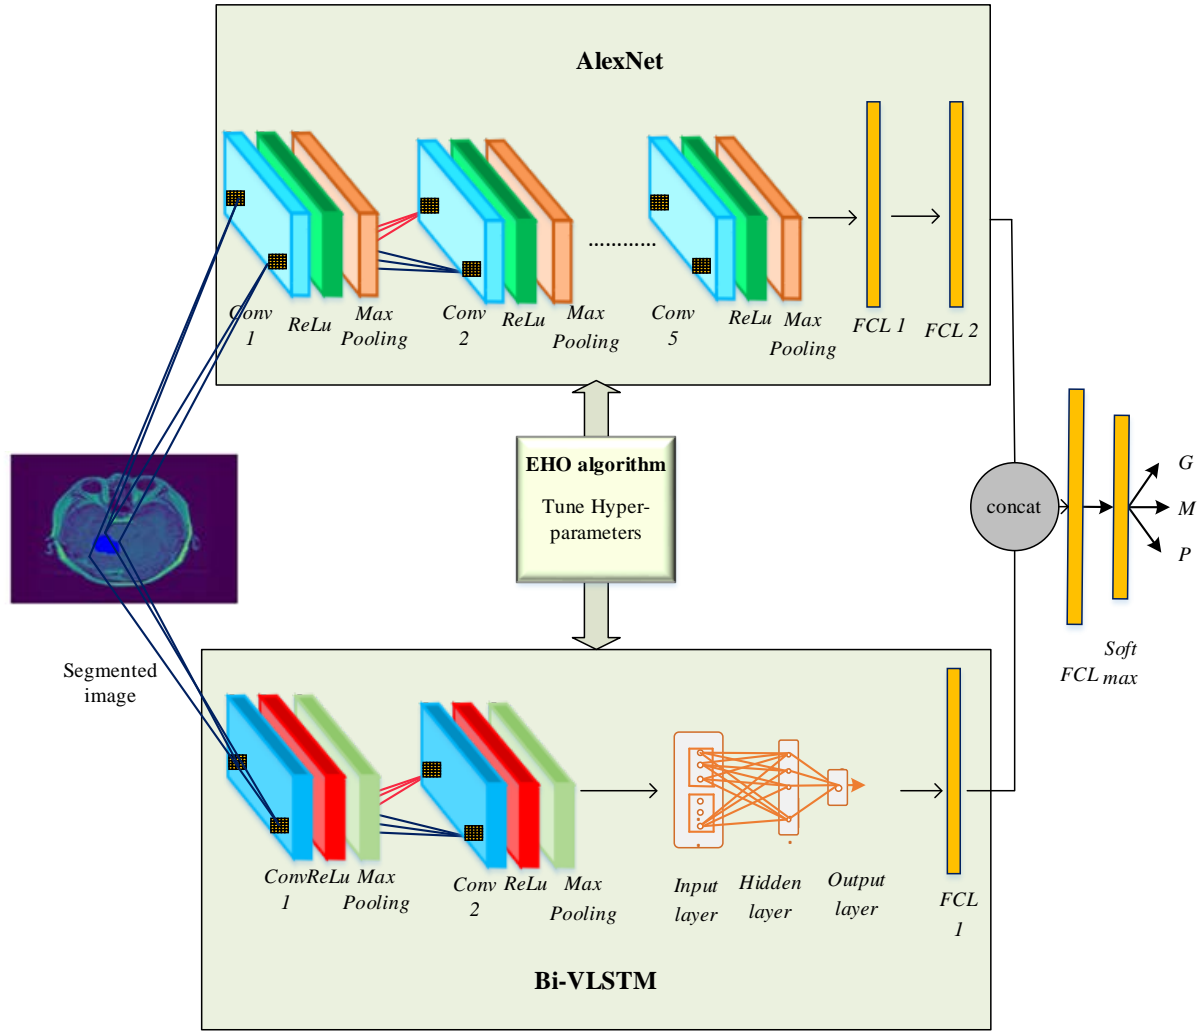 AlexNet
Conv
1
ReLu
Max
Pooling
Conv
2
ReLu
Max
Pooling
............
Conv
5
ReLu
Max
Pooling
FCL 1
FCL 2
EHO algorithm
Tune Hyper-
parameters
concat
G
M
P
FCL
Soft
max
Segmented
image
Conv
1
ReLu
Max
Pooling
Conv
2
ReLu
Max
Pooling
Input
layer
Hidden
layer
Output
layer
FCL
1
Bi-VLSTM